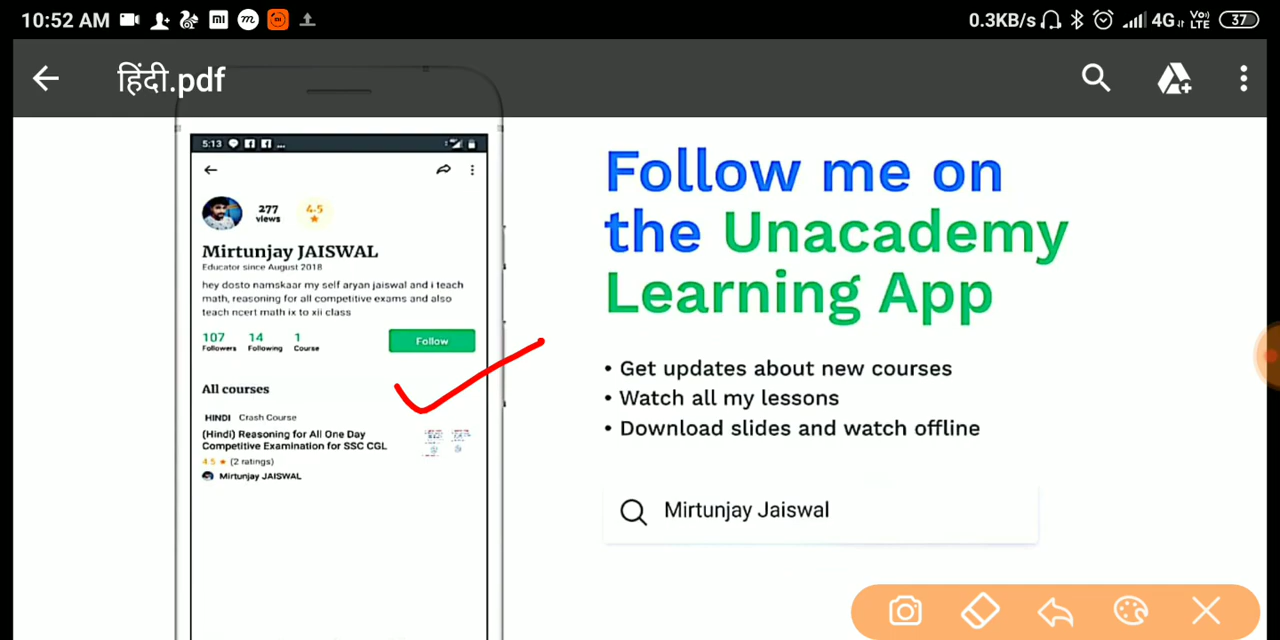 10:52 AM
0.3KB/s 4G Vo) LTE 37
हिंदी.pdf
5:13
277
views
4.5
Mirtunjay JAISWAL
Educator since August 2018
hey dosto namskaar my self aryan jaiswal and i teach
math, reasoning for all competitive exams and also
teach ncert math ix to xii class
107 14 1
Followers Following Course
Follow
All courses
HINDI Crash Course
(Hindi) Reasoning for All One Day
Competitive Examination for SSC CGL
4.5 ★ (2 ratings)
Mirtunjay JAISWAL
Follow me on
the Unacademy
Learning App
• Get updates about new courses
• Watch all my lessons
• Download slides and watch offline
Mirtunjay Jaiswal